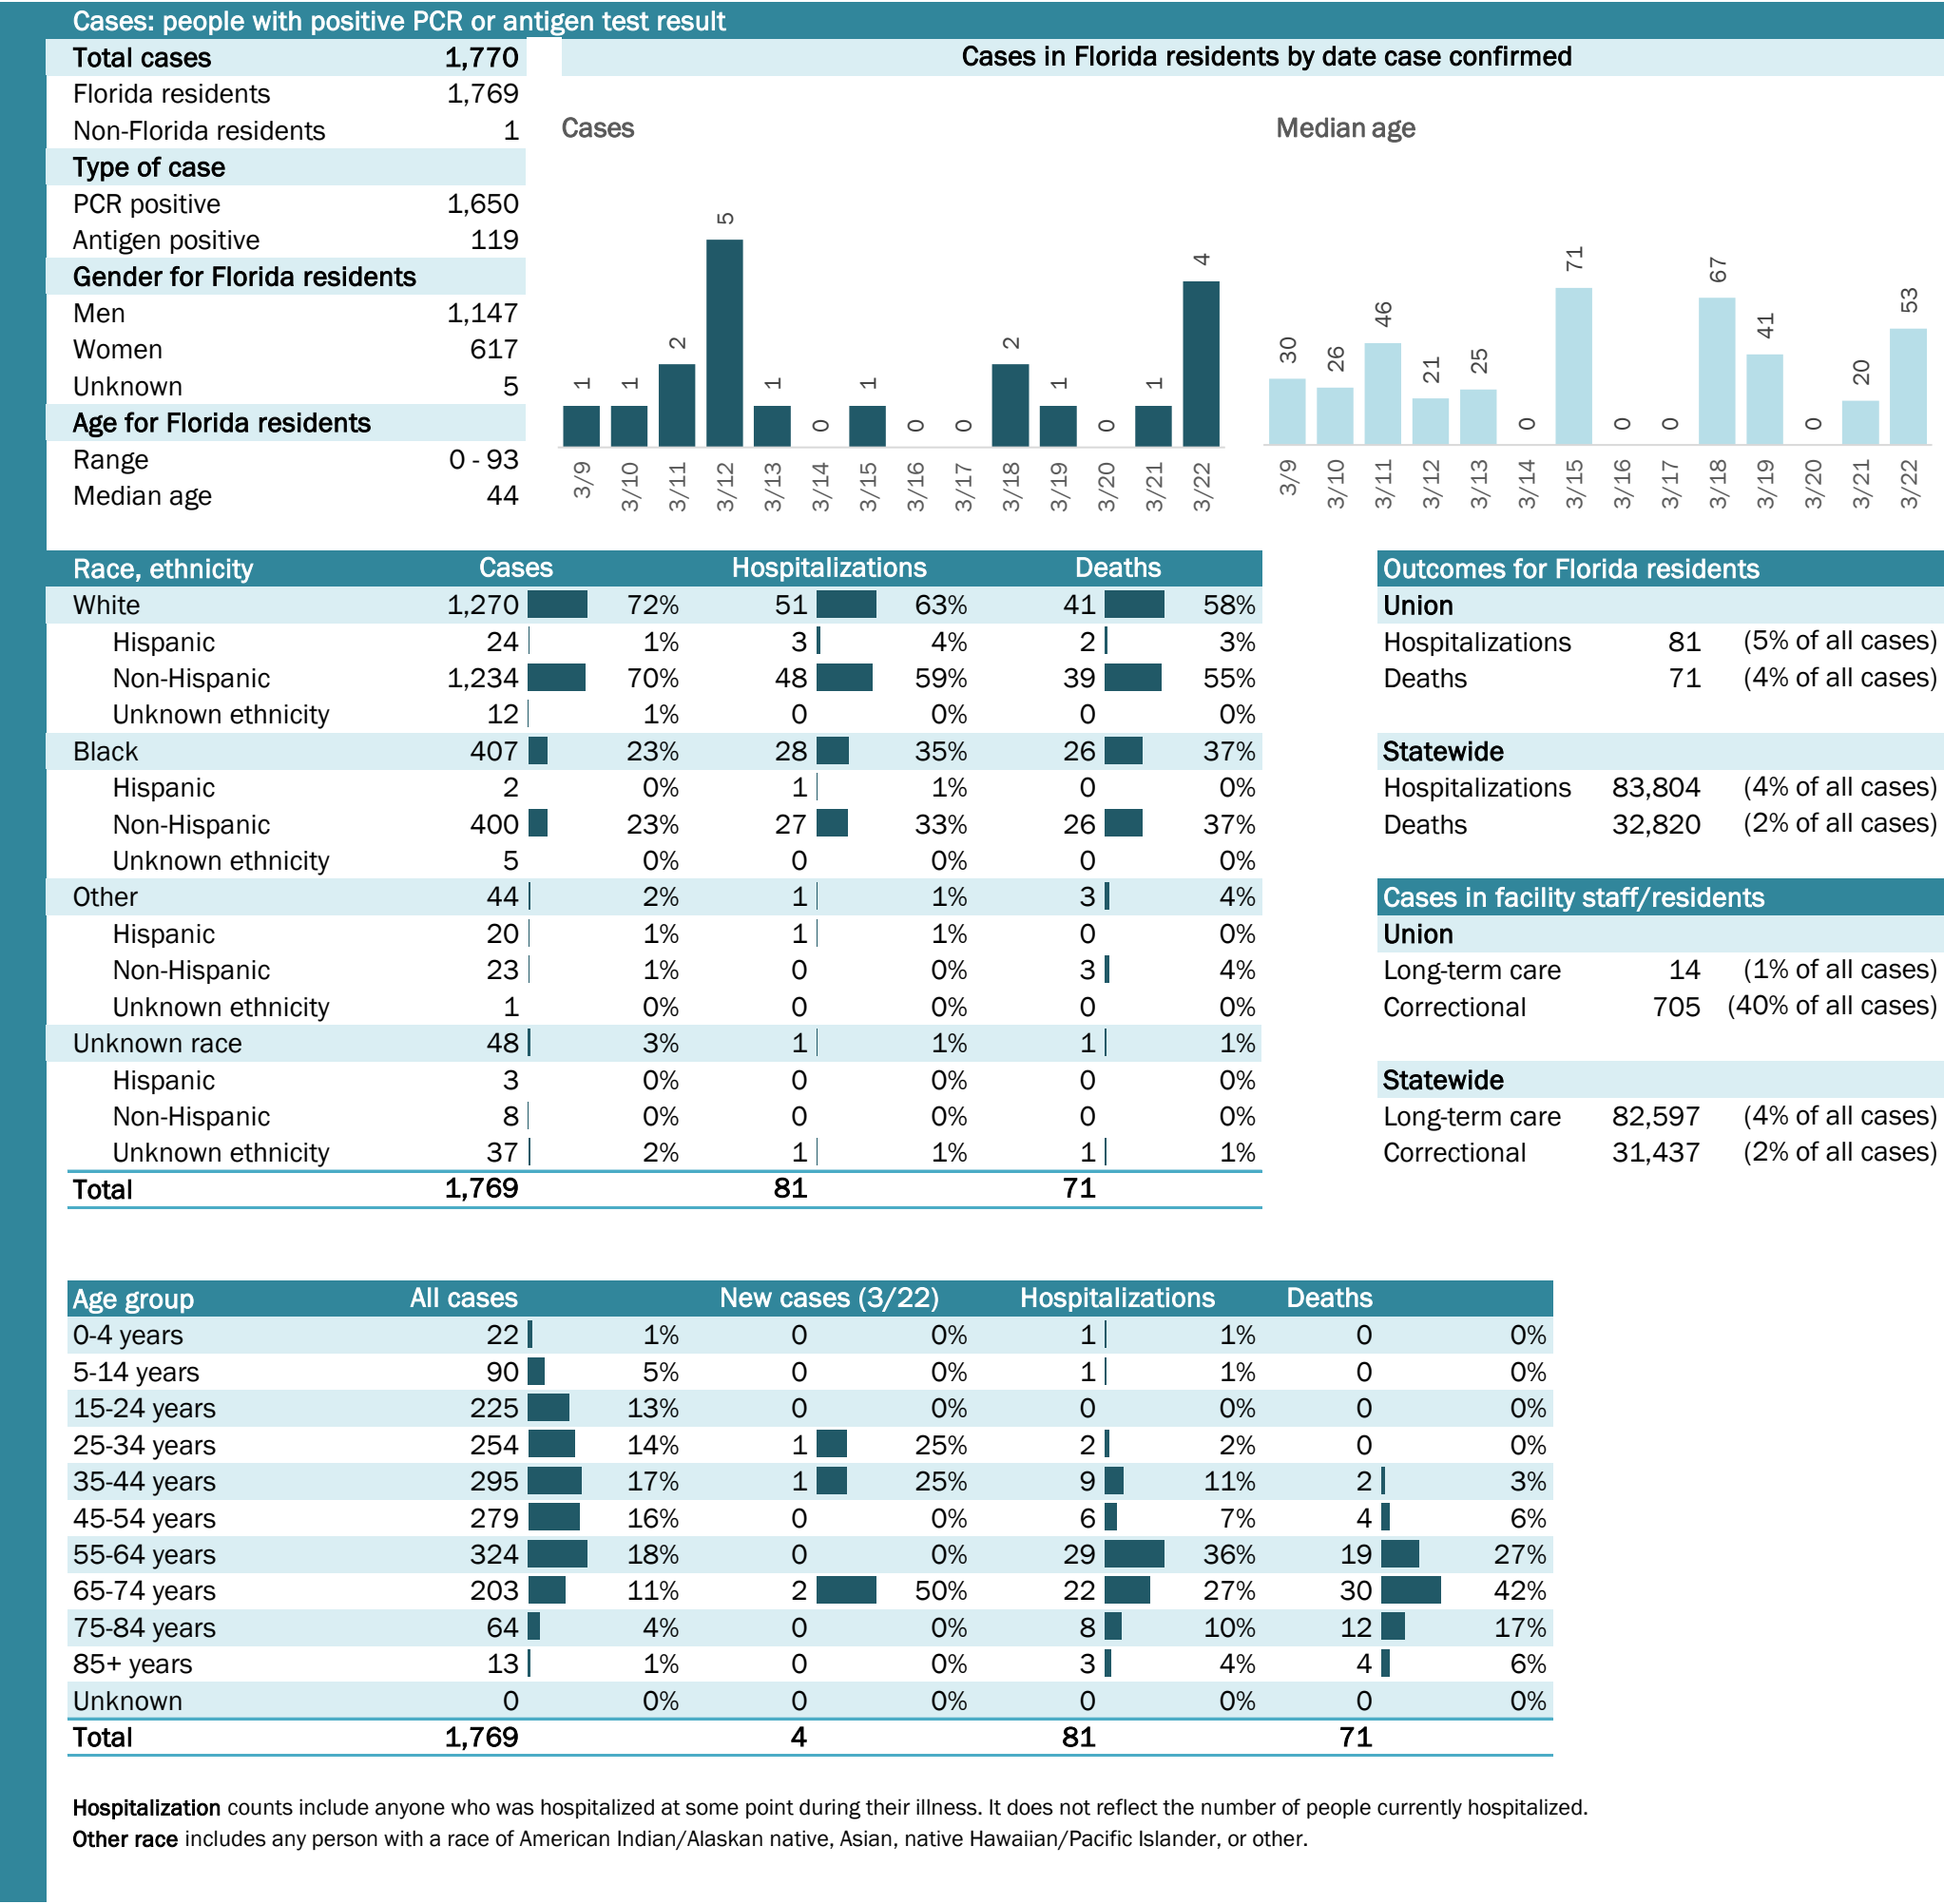 Cases: people with positive PCR or antigen test result
Total cases 1,770
Florida residents 1,769
Non-Florida residents 1
Type of case
PCR positive 1,650
Antigen positive 119
Gender for Florida residents
Men 1,147
Women 617
Unknown 5
Age for Florida residents
Range 0 - 93
Median age 44
Cases in Florida residents by date case confirmed
Cases
1 1 2 5 1 0 1 0 0 2 1 0 1 4
3/9 3/10 3/11 3/12 3/13 3/14 3/15 3/16 3/17 3/18 3/19 3/20 3/21 3/22
Median age
30 26 46 21 25 0 71 0 0 67 41 0 20 53
3/9 3/10 3/11 3/12 3/13 3/14 3/15 3/16 3/17 3/18 3/19 3/20 3/21 3/22
Race, ethnicity Cases Hospitalizations Deaths
White 1,270 72% 51 63% 41 58%
Hispanic 24 1% 3 4% 2 3%
Non-Hispanic 1,234 70% 48 59% 39 55%
Unknown ethnicity 12 1% 0 0% 0 0%
Black 407 23% 28 35% 26 37%
Hispanic 2 0% 1 1% 0 0%
Non-Hispanic 400 23% 27 33% 26 37%
Unknown ethnicity 5 0% 0 0% 0 0%
Other 44 2% 1 1% 3 4%
Hispanic 20 1% 1 1% 0 0%
Non-Hispanic 23 1% 0 0% 3 4%
Unknown ethnicity 1 0% 0 0% 0 0%
Unknown race 48 3% 1 1% 1 1%
Hispanic 3 0% 0 0% 0 0%
Non-Hispanic 8 0% 0 0% 0 0%
Unknown ethnicity 37 2% 1 1% 1 1%
Total 1,769 81 71
Outcomes for Florida residents
Union
Hospitalizations 81 (5% of all cases)
Deaths 71 (4% of all cases)
Statewide
Hospitalizations 83,804 (4% of all cases)
Deaths 32,820 (2% of all cases)
Cases in facility staff/residents
Union
Long-term care 14 (1% of all cases)
Correctional 705 (40% of all cases)
Statewide
Long-term care 82,597 (4% of all cases)
Correctional 31,437 (2% of all cases)
Age group All cases New cases (3/22) Hospitalizations Deaths
0-4 years 22 1% 0 0% 1 1% 0 0%
5-14 years 90 5% 0 0% 1 1% 0 0%
15-24 years 225 13% 0 0% 0 0% 0 0%
25-34 years 254 14% 1 25% 2 2% 0 0%
35-44 years 295 17% 1 25% 9 11% 2 3%
45-54 years 279 16% 0 0% 6 7% 4 6%
55-64 years 324 18% 0 0% 29 36% 19 27%
65-74 years 203 11% 2 50% 22 27% 30 42%
75-84 years 64 4% 0 0% 8 10% 12 17%
85+ years 13 1% 0 0% 3 4% 4 6%
Unknown 0 0% 0 0% 0 0% 0 0%
Total 1,769 4 81 71
Hospitalization counts include anyone who was hospitalized at some point during their illness. It does not reflect the number of people currently hospitalized.
Other race includes any person with a race of American Indian/Alaskan native, Asian, native Hawaiian/Pacific Islander, or other.